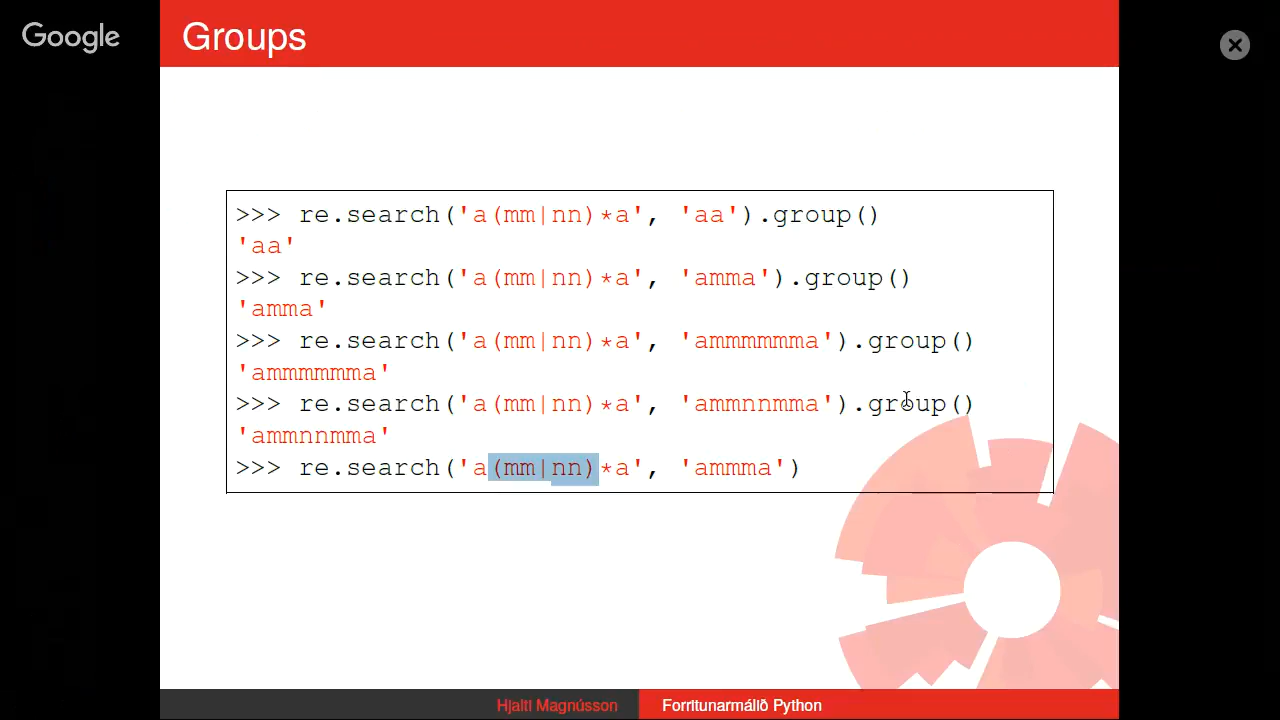 Google
Groups
>>> re.search('a(mm|nn)*a', 'aa').group()
'aa'
>>> re.search('a(mm|nn)*a', 'amma').group()
'amma'
>>> re.search('a(mm|nn)*a', 'ammmmmma').group()
'ammmmmma'
>>> re.search('a(mm|nn)*a', 'ammnnmma').group()
'ammnnmma'
>>> re.search('a(mm|nn)*a', 'ammma')
Hjalti Magnússon
Forritunarmálið Python